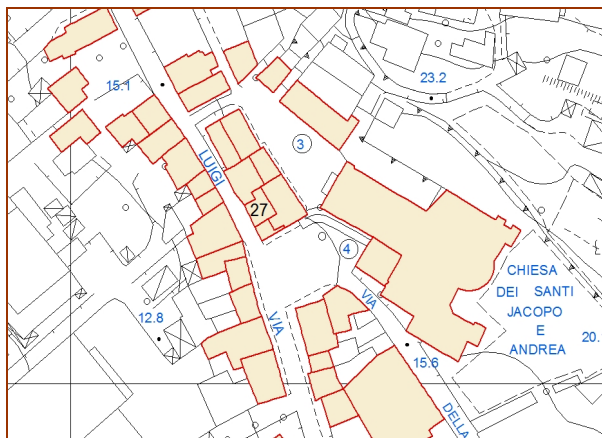 23.2
15.1
3
LUIGI
27
4
CHIESA
DEI SANTI
JACOPO
E
ANDREA
VIA
12.8
VIA
20.
15.6
DELLA